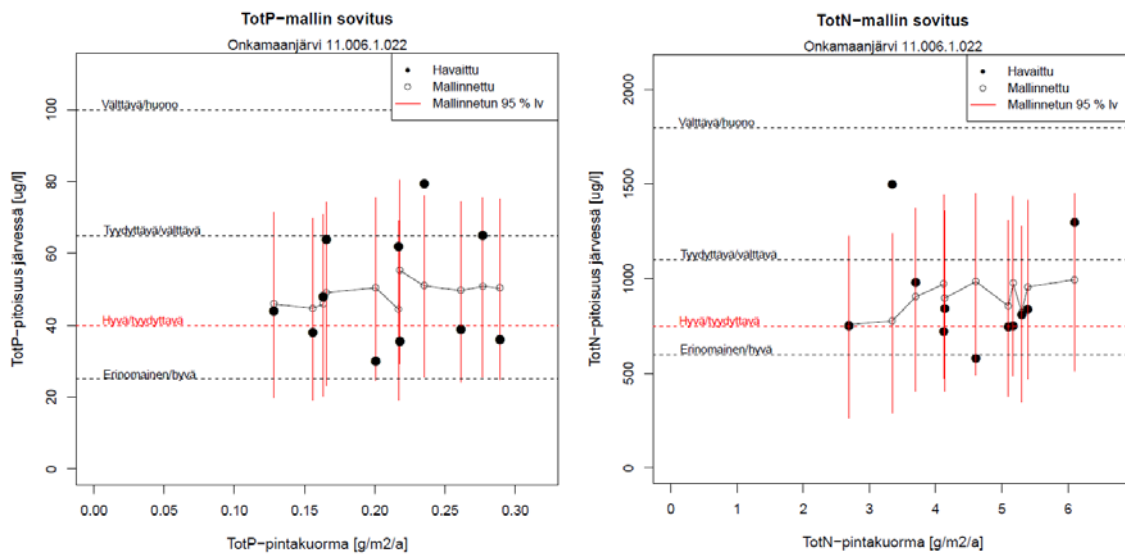 TotP−mallin sovitus
Onkamaanjärvi 11.006.1.022
Havaittu
Mallinnettu
Mallinnetun 95 % lv
Välttävä/huono
Tyydyttävä/välttävä
Hyvä/tyydyttävä
Erinomainen/hyvä
TotP−pitoisuus järvessä [ug/l]
0 20 40 60 80 100
0.00 0.05 0.10 0.15 0.20 0.25 0.30
TotP−pintakuorma [g/m2/a]
TotN−mallin sovitus
Onkamaanjärvi 11.006.1.022
Havaittu
Mallinnettu
Mallinnetun 95 % lv
Välttävä/huono
Tyydyttävä/välttävä
Hyvä/tyydyttävä
Erinomainen/hyvä
TotN−pitoisuus järvessä [ug/l]
0 500 1000 1500 2000
0 1 2 3 4 5 6
TotN−pintakuorma [g/m2/a]